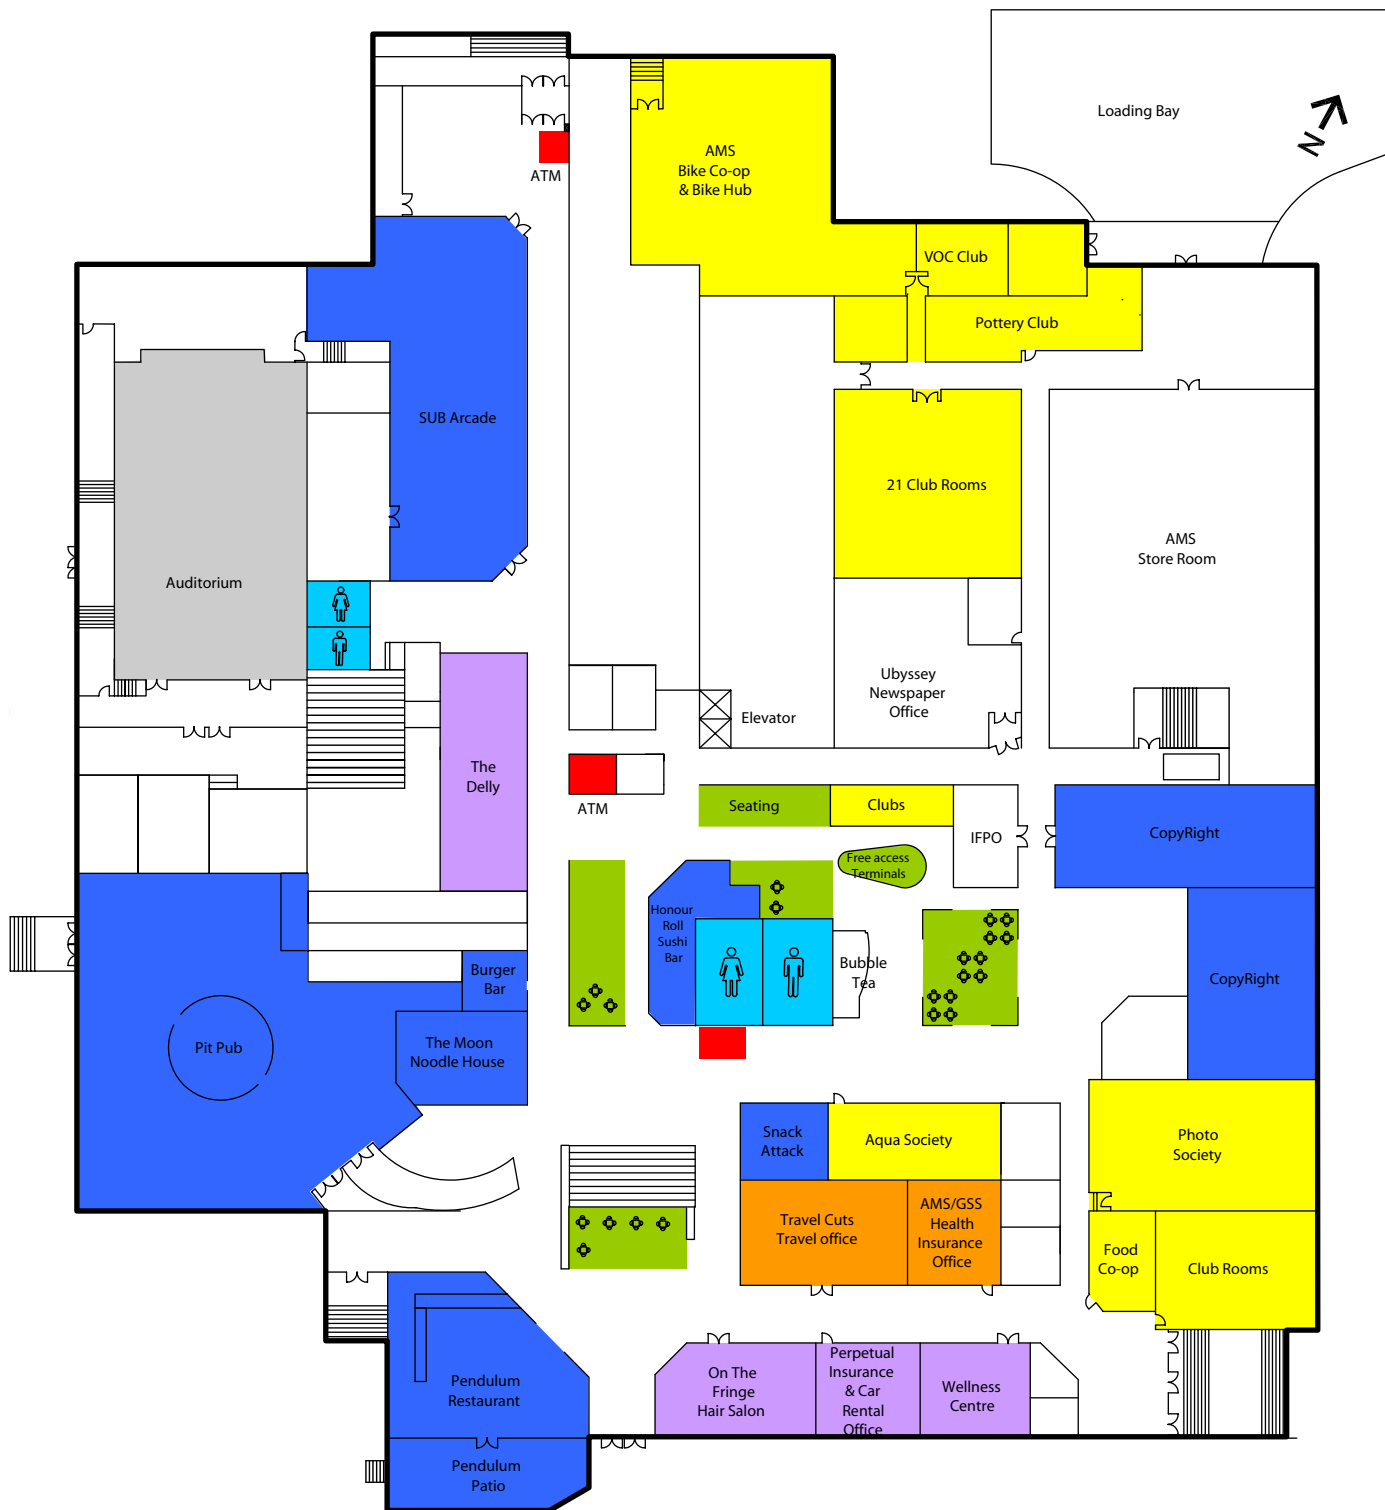 Loading Bay
N
ATM
AMS
Bike Co-op
& Bike Hub
VOC Club
Pottery Club
SUB Arcade
21 Club Rooms
AMS
Store Room
Auditorium
Ubyssey
Newspaper
Office
Elevator
The
Delly
ATM
Seating
Clubs
IFPO
CopyRight
Free access
Terminals
Honour
Roll
Sushi
Bar
Bubble
Tea
Burger
Bar
CopyRight
Pit Pub
The Moon
Noodle House
Snack
Attack
Aqua Society
Photo
Society
Travel Cuts
Travel office
AMS/GSS
Health
Insurance
Office
Food
Co-op
Club Rooms
Pendulum
Restaurant
On The
Fringe
Hair Salon
Perpetual
Insurance
& Car
Rental
Office
Wellness
Centre
Pendulum
Patio